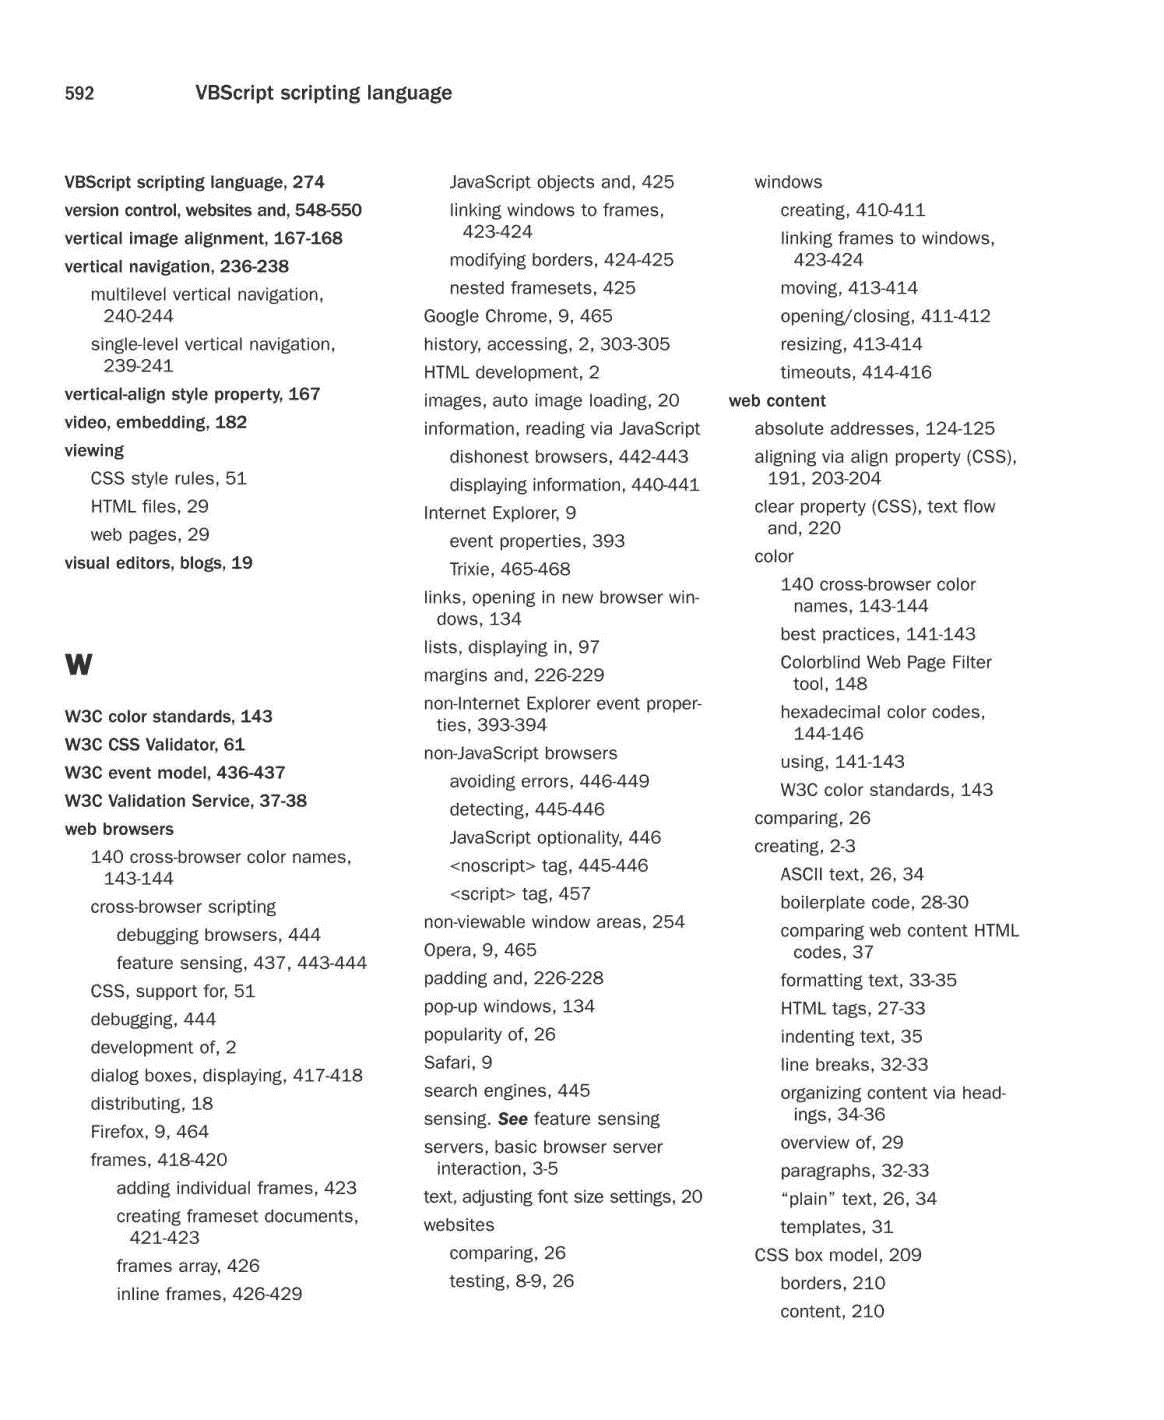 592 VBScript scripting language
VBScript scripting language, 274
version control, websites and, 548-550
vertical image alignment, 167-168
vertical navigation, 236-238
multilevel vertical navigation,
240-244
single-level vertical navigation,
239-241
vertical-align style property, 167
video, embedding, 182
viewing
CSS style rules, 51
HTML files, 29
web pages, 29
visual editors, blogs, 19
W
W3C color standards, 143
W3C CSS Validator, 61
W3C event model, 436-437
W3C Validation Service, 37-38
web browsers
140 cross-browser color names,
143-144
cross-browser scripting
debugging browsers, 444
feature sensing, 437, 443-444
CSS, support for, 51
debugging, 444
development of, 2
dialog boxes, displaying, 417-418
distributing, 18
Firefox, 9, 464
frames, 418-420
adding individual frames, 423
creating frameset documents,
421-423
frames array, 426
inline frames, 426-429
JavaScript objects and, 425
linking windows to frames,
423-424
modifying borders, 424-425
nested framesets, 425
Google Chrome, 9, 465
history, accessing, 2, 303-305
HTML development, 2
images, auto image loading, 20
information, reading via JavaScript
dishonest browsers, 442-443
displaying information, 440-441
Internet Explorer, 9
event properties, 393
Trixie, 465-468
links, opening in new browser win-
dows, 134
lists, displaying in, 97
margins and, 226-229
non-Internet Explorer event proper-
ties, 393-394
non-JavaScript browsers
avoiding errors, 446-449
detecting, 445-446
JavaScript optionality, 446
<noscript> tag, 445-446
<script> tag, 457
non-viewable window areas, 254
Opera, 9, 465
padding and, 226-228
pop-up windows, 134
popularity of, 26
Safari, 9
search engines, 445
sensing. See feature sensing
servers, basic browser server
interaction, 3-5
text, adjusting font size settings, 20
websites
comparing, 26
testing, 8-9, 26
windows
creating, 410-411
linking frames to windows,
423-424
moving, 413-414
opening/closing, 411-412
resizing, 413-414
timeouts, 414-416
web content
absolute addresses, 124-125
aligning via align property (CSS),
191, 203-204
clear property (CSS), text flow
and, 220
color
140 cross-browser color
names, 143-144
best practices, 141-143
Colorblind Web Page Filter
tool, 148
hexadecimal color codes,
144-146
using, 141-143
W3C color standards, 143
comparing, 26
creating, 2-3
ASCII text, 26, 34
boilerplate code, 28-30
comparing web content HTML
codes, 37
formatting text, 33-35
HTML tags, 27-33
indenting text, 35
line breaks, 32-33
organizing content via head-
ings, 34-36
overview of, 29
paragraphs, 32-33
“plain” text, 26, 34
templates, 31
CSS box model, 209
borders, 210
content, 210